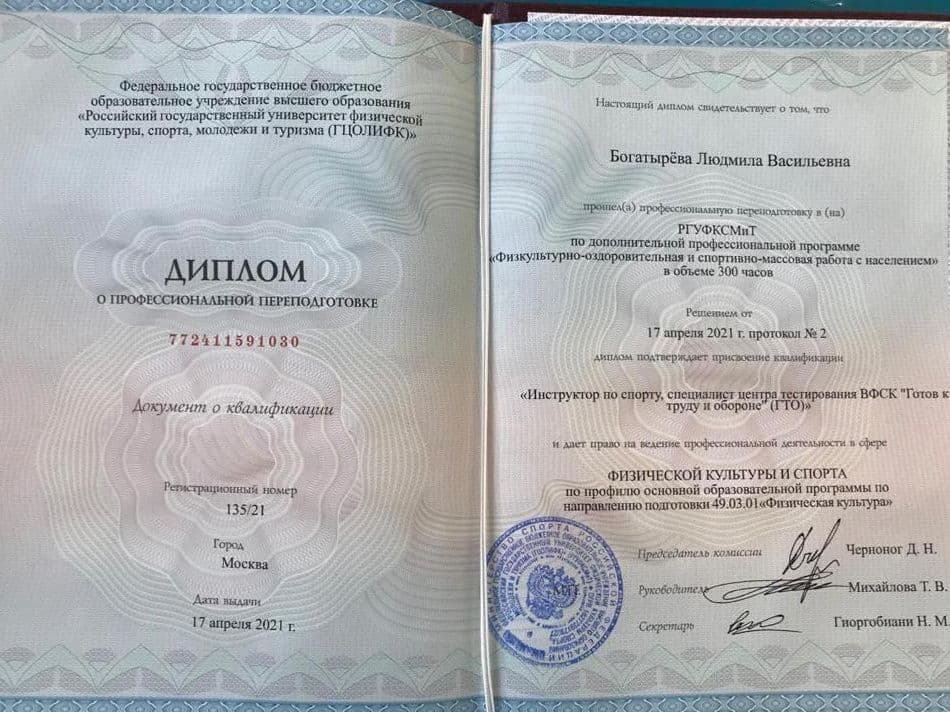 Федеральное государственное бюджетное
образовательное учреждение высшего образования
«Российский государственный университет физической
культуры, спорта, молодежи и туризма (ГЦОЛИФК)»
ДИПЛОМ
О ПРОФЕССИОНАЛЬНОЙ ПЕРЕПОДГОТОВКЕ
772411591030
Документ о квалификации
Регистрационный номер
135/21
Город
Москва
Дата выдачи
17 апреля 2021 г.
Настоящий диплом свидетельствует о том, что
Богатырёва Людмила Васильевна
прошел(а) профессиональную переподготовку в (на)
РГУФКСМиТ
по дополнительной профессиональной программе
«Физкультурно-оздоровительная и спортивно-массовая работа с населением»
в объеме 300 часов
Решением от
17 апреля 2021 г. протокол № 2
диплом подтверждает присвоение квалификации
«Инструктор по спорту, специалист центра тестирования ВФСК "Готов к
труду и обороне" (ГТО)»
и дает право на ведение профессиональной деятельности в сфере
ФИЗИЧЕСКОЙ КУЛЬТУРЫ И СПОРТА
по профилю основной образовательной программы по
направлению подготовки 49.03.01«Физическая культура»
Председатель комиссии Черноног Д. Н.
Руководитель Михайлова Т. В.
Секретарь Гиоргобиани Н. М.
М.П.